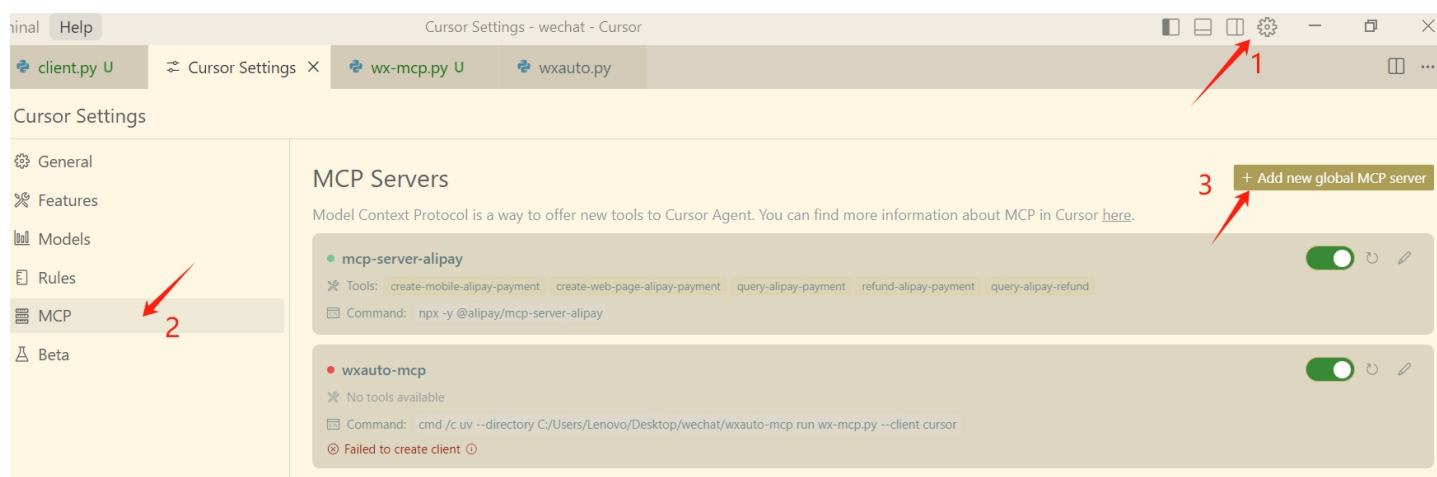 Help
Cursor Settings - wechat - Cursor
1
client.py U
Cursor Settings
wx-mcp.py U
wxauto.py
Cursor Settings
General
Features
Models
Rules
MCP
2
Beta
MCP Servers
3
+ Add new global MCP server
Model Context Protocol is a way to offer new tools to Cursor Agent. You can find more information about MCP in Cursor here.
mcp-server-alipay
Tools: create-mobile-alipay-payment create-web-page-alipay-payment query-alipay-payment refund-alipay-payment query-alipay-refund
Command: npx -y @alipay/mcp-server-alipay
wxauto-mcp
No tools available
Command: cmd /c uv --directory C:/Users/Lenovo/Desktop/wechat/wxauto-mcp run wx-mcp.py --client cursor
Failed to create client